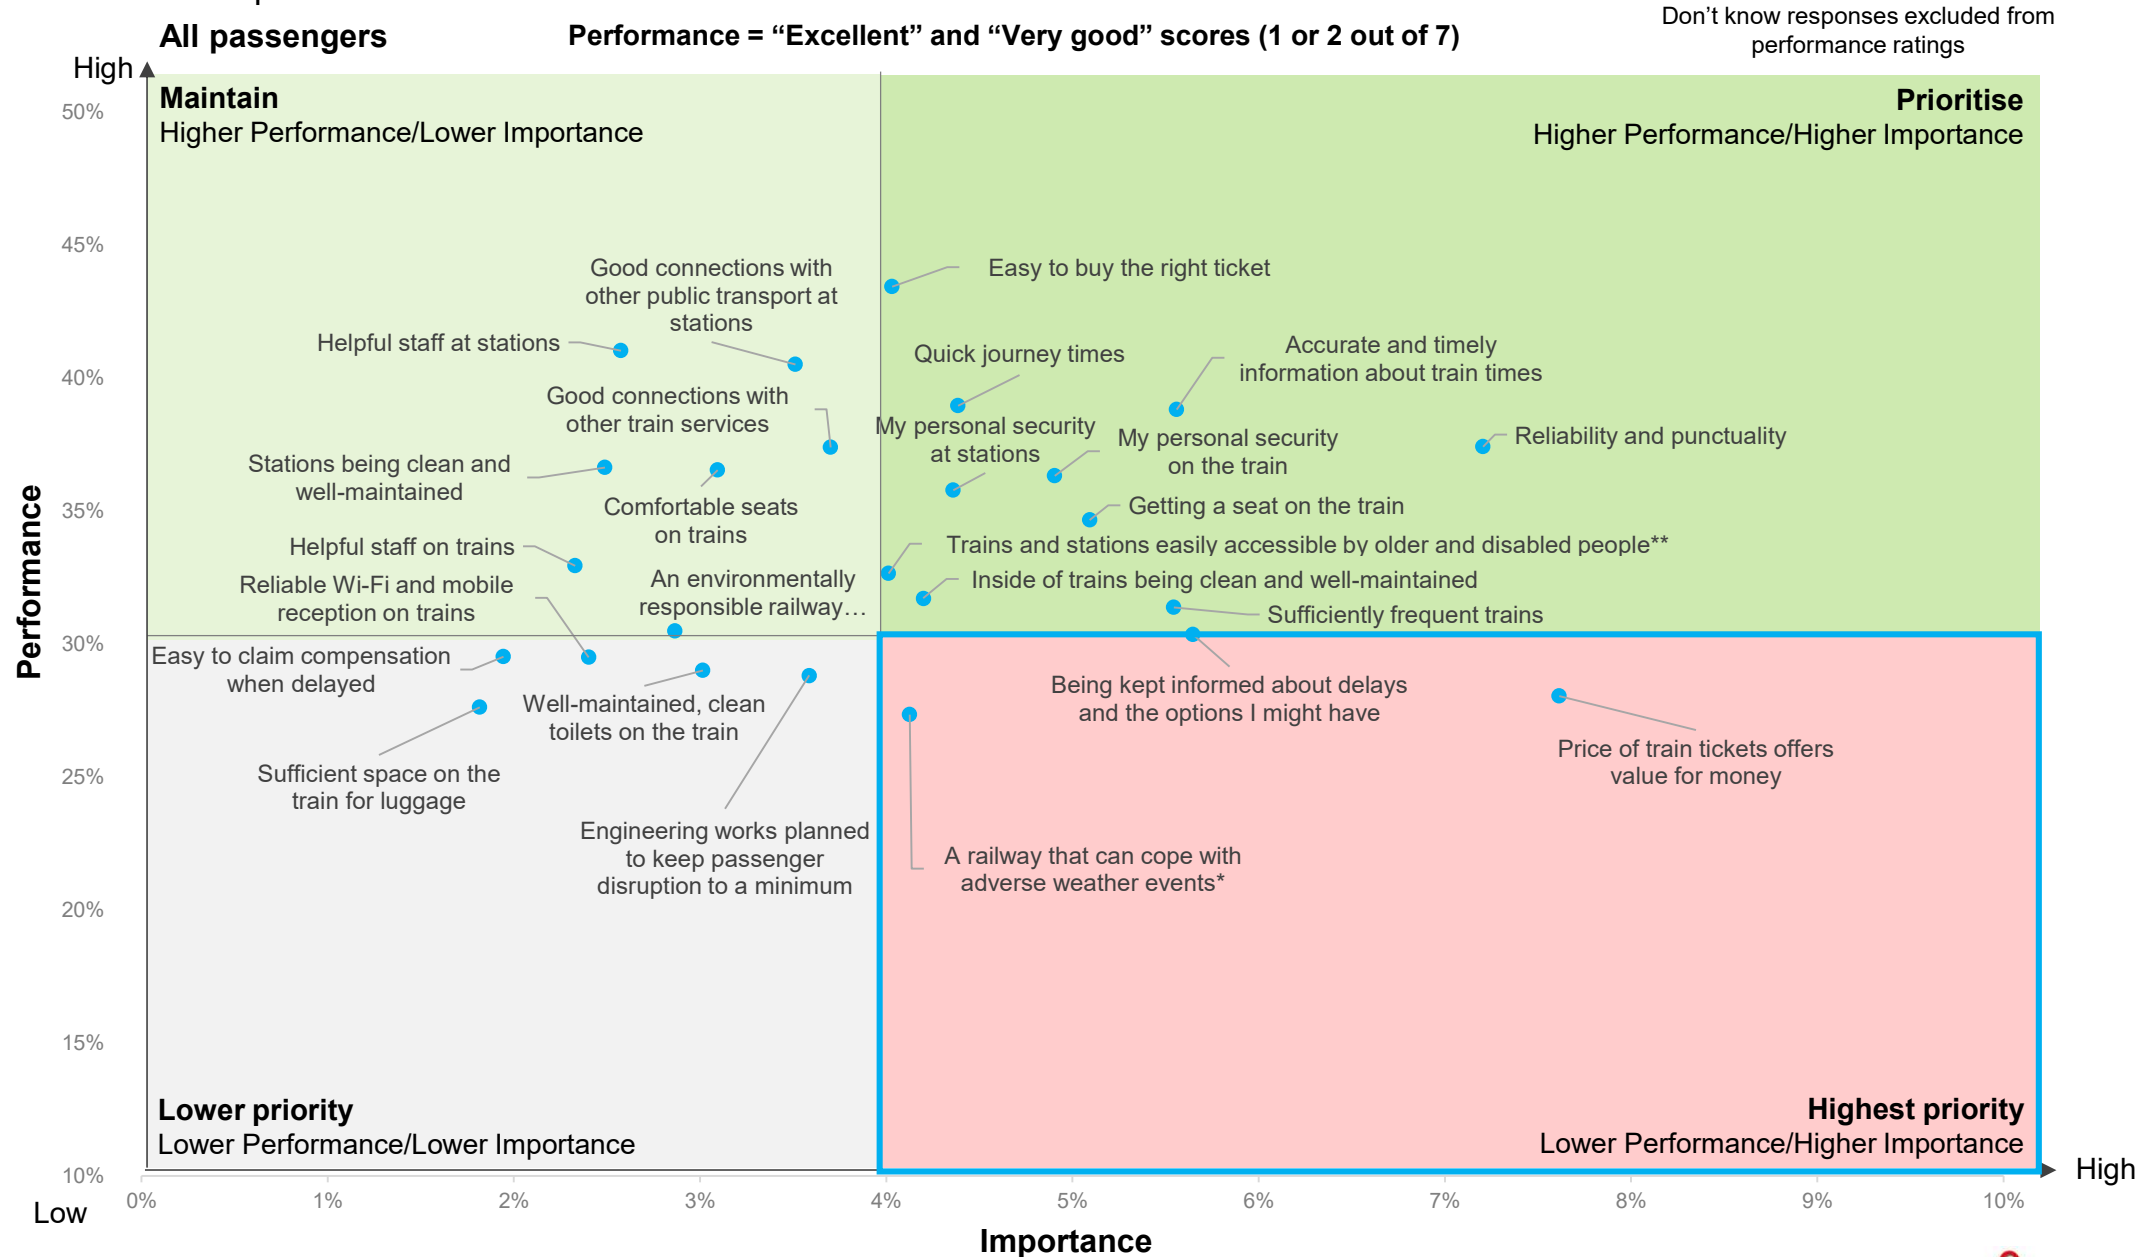 All passengers
Performance = “Excellent” and “Very good” scores (1 or 2 out of 7)
Don’t know responses excluded from
performance ratings
High
Maintain
Higher Performance/Lower Importance
Prioritise
Higher Performance/Higher Importance
50%
45%
40%
35%
30%
25%
20%
15%
10%
Performance
Good connections with
other public transport at
stations
Easy to buy the right ticket
Helpful staff at stations
Quick journey times
Accurate and timely
information about train times
Good connections with
other train services
My personal security
at stations
My personal security
on the train
Reliability and punctuality
Stations being clean and
well-maintained
Comfortable seats
on trains
Getting a seat on the train
Helpful staff on trains
Trains and stations easily accessible by older and disabled people**
Reliable Wi-Fi and mobile
reception on trains
An environmentally
responsible railway…
Inside of trains being clean and well-maintained
Sufficiently frequent trains
Easy to claim compensation
when delayed
Well-maintained, clean
toilets on the train
Being kept informed about delays
and the options I might have
Price of train tickets offers
value for money
Sufficient space on the
train for luggage
Engineering works planned
to keep passenger
disruption to a minimum
A railway that can cope with
adverse weather events*
Lower priority
Lower Performance/Lower Importance
Highest priority
Lower Performance/Higher Importance
High
0%
1%
2%
3%
4%
5%
6%
7%
8%
9%
10%
Low
Importance